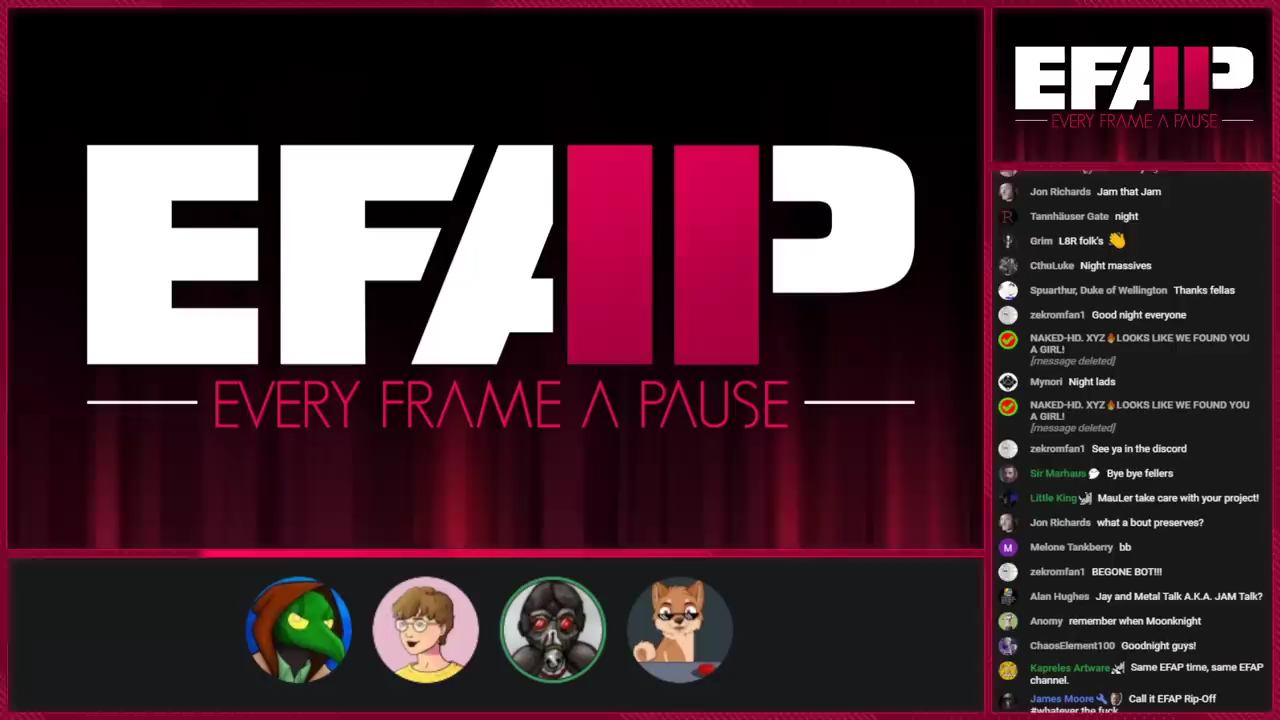 EFAP
EVERY FRAME A PAUSE
EFAP
EVERY FRAME A PAUSE
Jon Richards Jam that Jam
Tannhäuser Gate night
Grim L8R folk's
CthuLuke Night massives
Spuarthur, Duke of Wellington Thanks fellas
zekromfan1 Good night everyone
NAKED-HD. XYZ🔥LOOKS LIKE WE FOUND YOU
A GIRL!
[message deleted]
Mynori Night lads
NAKED-HD. XYZ🔥LOOKS LIKE WE FOUND YOU
A GIRL!
[message deleted]
zekromfan1 See ya in the discord
Sir Marhaus Bye bye fellers
Little King MauLer take care with your project!
Jon Richards what a bout preserves?
M
Melone Tankberry bb
zekromfan1 BEGONE BOT!!!
Alan Hughes Jay and Metal Talk A.K.A. JAM Talk?
Anomy remember when Moonknight
ChaosElement100 Goodnight guys!
Kapreles Artware Same EFAP time, same EFAP
channel.
James Moore Call it EFAP Rip-Off
#whatever the fuck